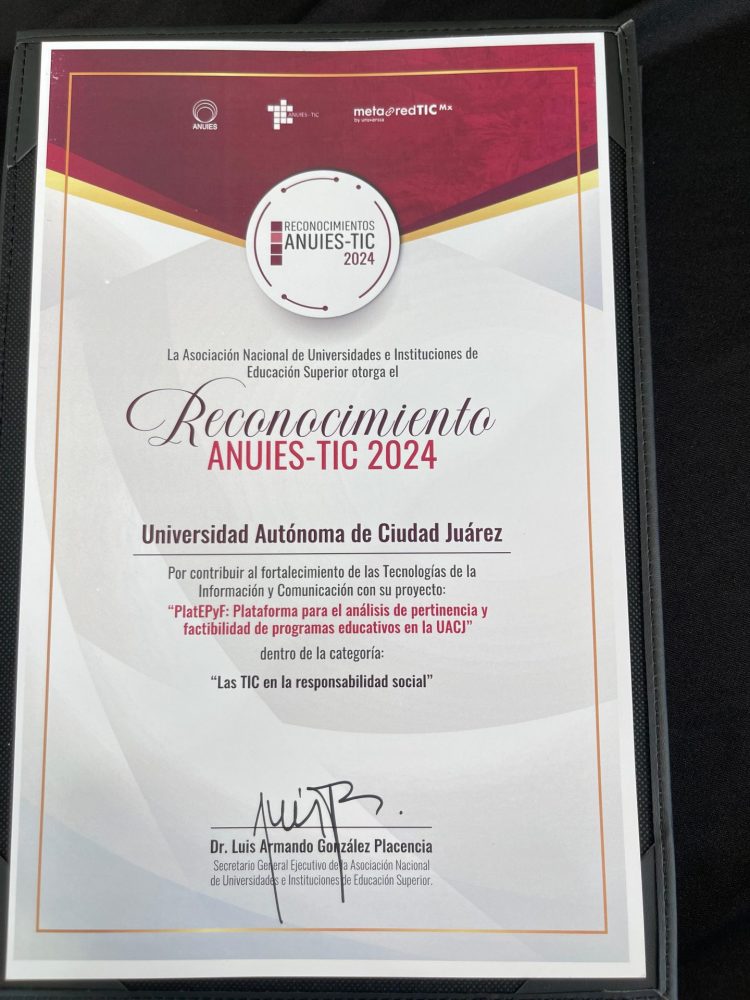 ANUIES
ANUIES-TIC
metaredTIC Mx
by universia
RECONOCIMIENTOS
ANUIES-TIC
2024
La Asociación Nacional de Universidades e Instituciones de
Educación Superior otorga el
Reconocimiento
ANUIES-TIC 2024
Universidad Autónoma de Ciudad Juárez
Por contribuir al fortalecimiento de las Tecnologías de la
Información y Comunicación con su proyecto:
“PlatEPyF: Plataforma para el análisis de pertinencia y
factibilidad de programas educativos en la UACJ”
dentro de la categoría:
“Las TIC en la responsabilidad social”
Dr. Luis Armando González Placencia
Secretario General Ejecutivo de la Asociación Nacional
de Universidades e Instituciones de Educación Superior.